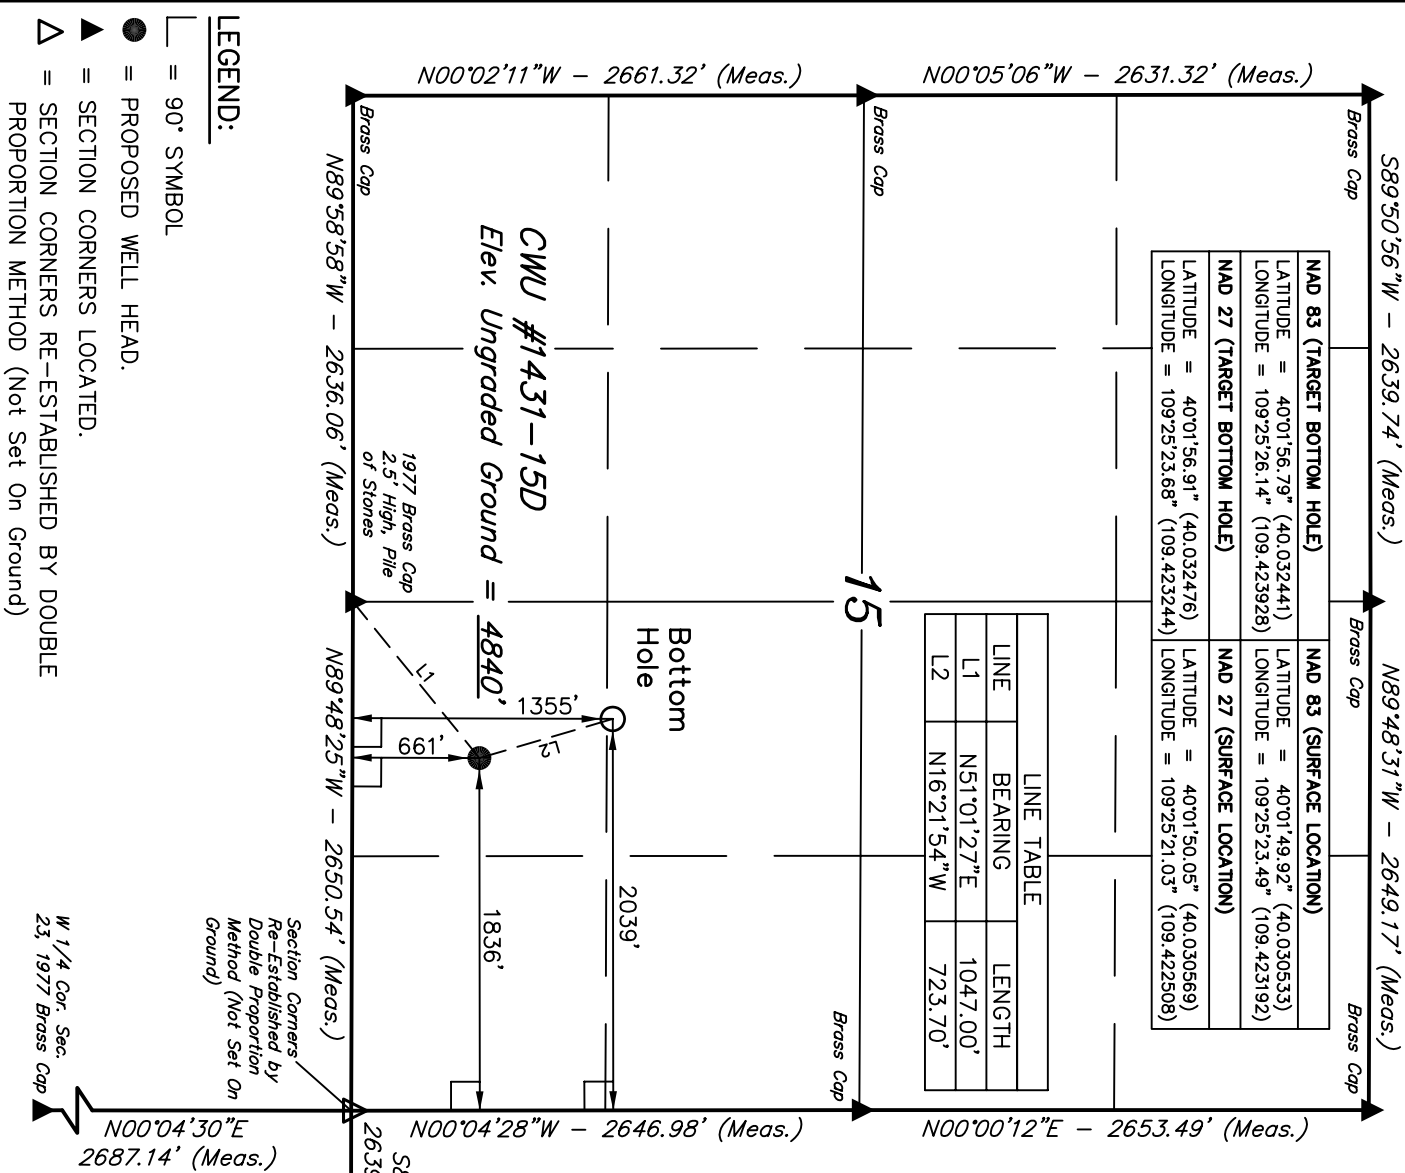 S89°50'56"W - 2639.74' (Meas.)
N89°48'31"W - 2649.17' (Meas.)
Brass Cap
Brass Cap
Brass Cap
NAD 83 (TARGET BOTTOM HOLE)
LATITUDE = 40°01'56.79" (40.032441)
LONGITUDE = 109°25'26.14" (109.423928)
NAD 27 (TARGET BOTTOM HOLE)
LATITUDE = 40°01'56.91" (40.032476)
LONGITUDE = 109°25'23.68" (109.423244)
NAD 83 (SURFACE LOCATION)
LATITUDE = 40°01'49.92" (40.030533)
LONGITUDE = 109°25'23.49" (109.423192)
NAD 27 (SURFACE LOCATION)
LATITUDE = 40°01'50.05" (40.030569)
LONGITUDE = 109°25'21.03" (109.422508)
N00°05'06"W - 2631.32' (Meas.)
N00°00'12"E - 2653.49' (Meas.)
LINE TABLE
LINE BEARING LENGTH
L1 N51°01'27"E 1047.00'
L2 N16°21'54"W 723.70'
Brass Cap
15
Brass Cap
N00°02'11"W - 2661.32' (Meas.)
N00°04'28"W - 2646.98' (Meas.)
Bottom
Hole
2039'
1355'
L2
CWU #1431-15D
Elev. Ungraded Ground = 4840'
1836'
661'
L1
1977 Brass Cap
2.5' High, Pile
of Stones
Brass Cap
N89°58'58"W - 2636.06' (Meas.)
N89°48'25"W - 2650.54' (Meas.)
Section Corners
Re-Established by
Double Proportion
Method (Not Set On
Ground)
N00°04'30"E
2687.14' (Meas.)
W 1/4 Cor. Sec.
23, 1977 Brass Cap
LEGEND:
= 90° SYMBOL
= PROPOSED WELL HEAD.
= SECTION CORNERS LOCATED.
= SECTION CORNERS RE-ESTABLISHED BY DOUBLE
PROPORTION METHOD (Not Set On Ground)